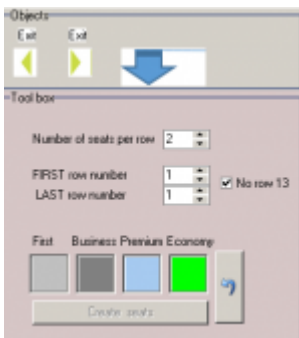 Objects
Exit Exit
Tool box
Number of seats per row 2
FIRST row number 1
No row 13
LAST row number 1
First Business Premium Economy
Create seats